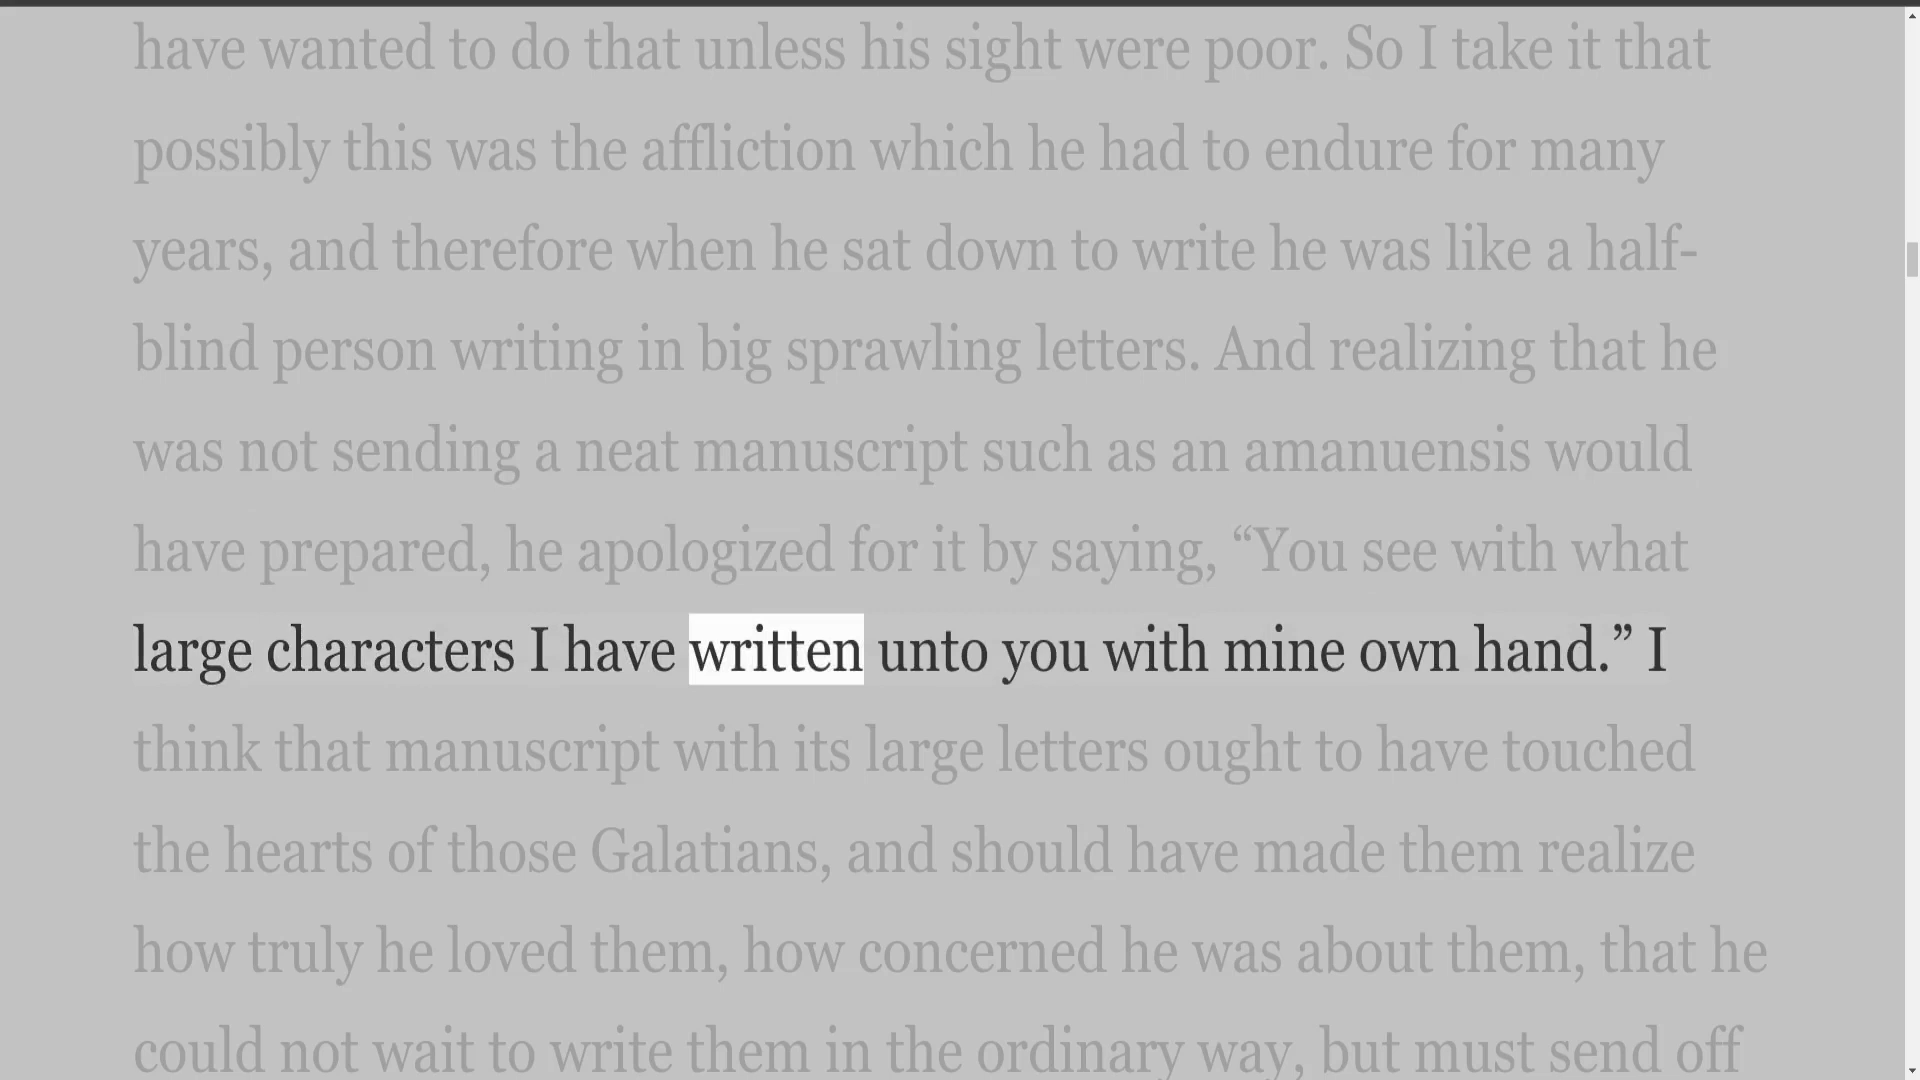 have wanted to do that unless his sight were poor. So I take it that
possibly this was the affliction which he had to endure for many
years, and therefore when he sat down to write he was like a half-
blind person writing in big sprawling letters. And realizing that he
was not sending a neat manuscript such as an amanuensis would
have prepared, he apologized for it by saying, “You see with what
large characters I have written unto you with mine own hand.” I
think that manuscript with its large letters ought to have touched
the hearts of those Galatians, and should have made them realize
how truly he loved them, how concerned he was about them, that he
could not wait to write them in the ordinary way, but must send off